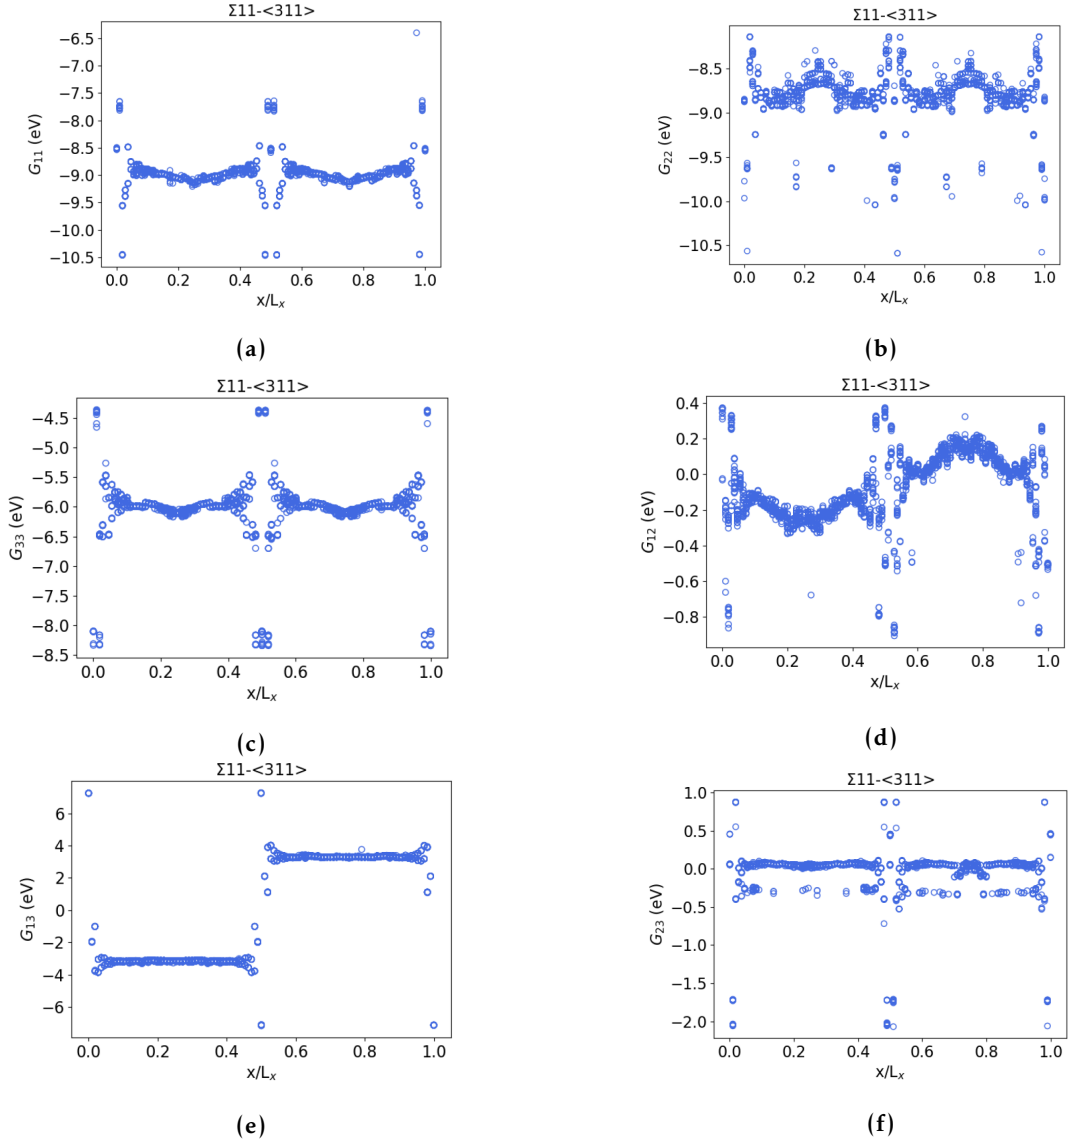 Σ11-<311>
−6.5
−7.0
−7.5
−8.0
−8.5
−9.0
−9.5
−10.0
−10.5
G11 (eV)
0.0 0.2 0.4 0.6 0.8 1.0
x/Lx
(a)
Σ11-<311>
−8.5
−9.0
−9.5
−10.0
−10.5
G22 (eV)
0.0 0.2 0.4 0.6 0.8 1.0
x/Lx
(b)
Σ11-<311>
−4.5
−5.0
−5.5
−6.0
−6.5
−7.0
−7.5
−8.0
−8.5
G33 (eV)
0.0 0.2 0.4 0.6 0.8 1.0
x/Lx
(c)
Σ11-<311>
0.4
0.2
0.0
−0.2
−0.4
−0.6
−0.8
G12 (eV)
0.0 0.2 0.4 0.6 0.8 1.0
x/Lx
(d)
Σ11-<311>
6
4
2
0
−2
−4
−6
G13 (eV)
0.0 0.2 0.4 0.6 0.8 1.0
x/Lx
(e)
Σ11-<311>
1.0
0.5
0.0
−0.5
−1.0
−1.5
−2.0
G23 (eV)
0.0 0.2 0.4 0.6 0.8 1.0
x/Lx
(f)